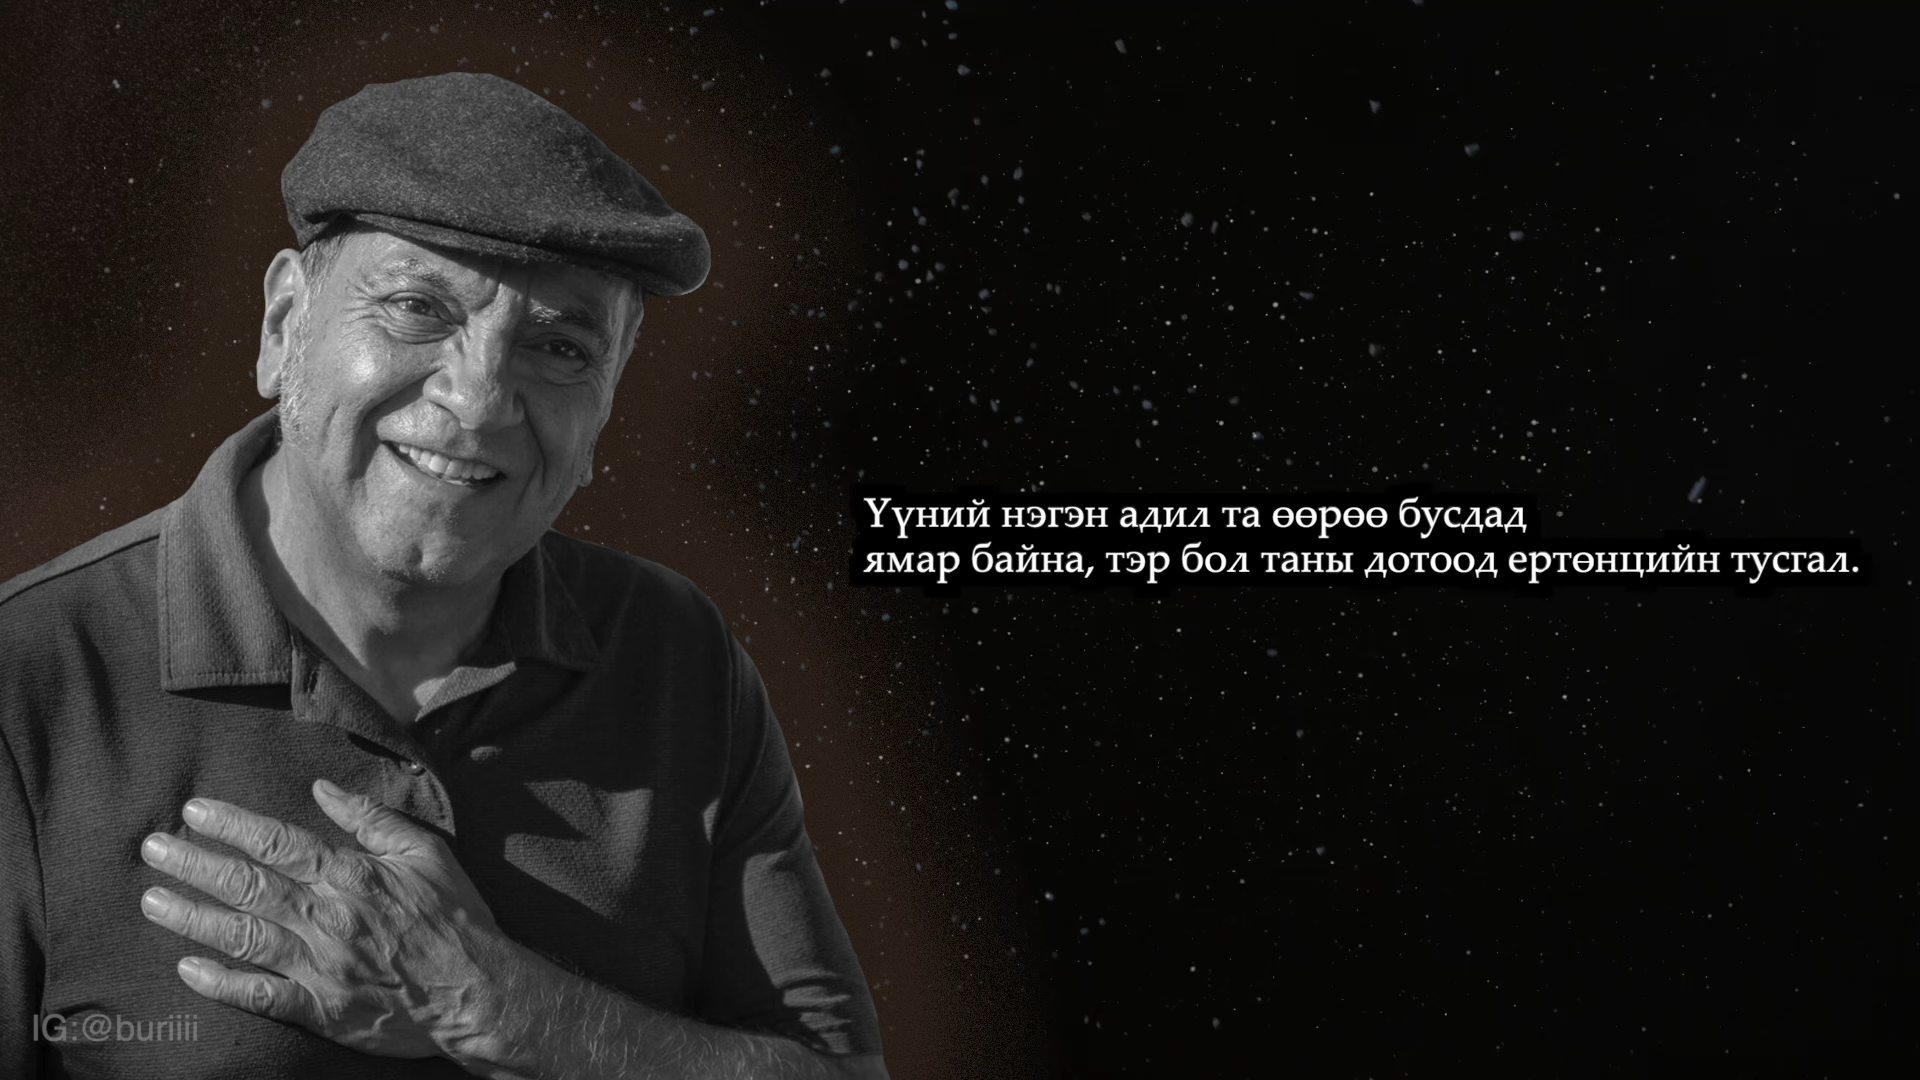 Үүний нэгэн адил та өөрөө бусдад
ямар байна, тэр бол таны дотоод ертөнцийн тусгал.
IG:@buriiii